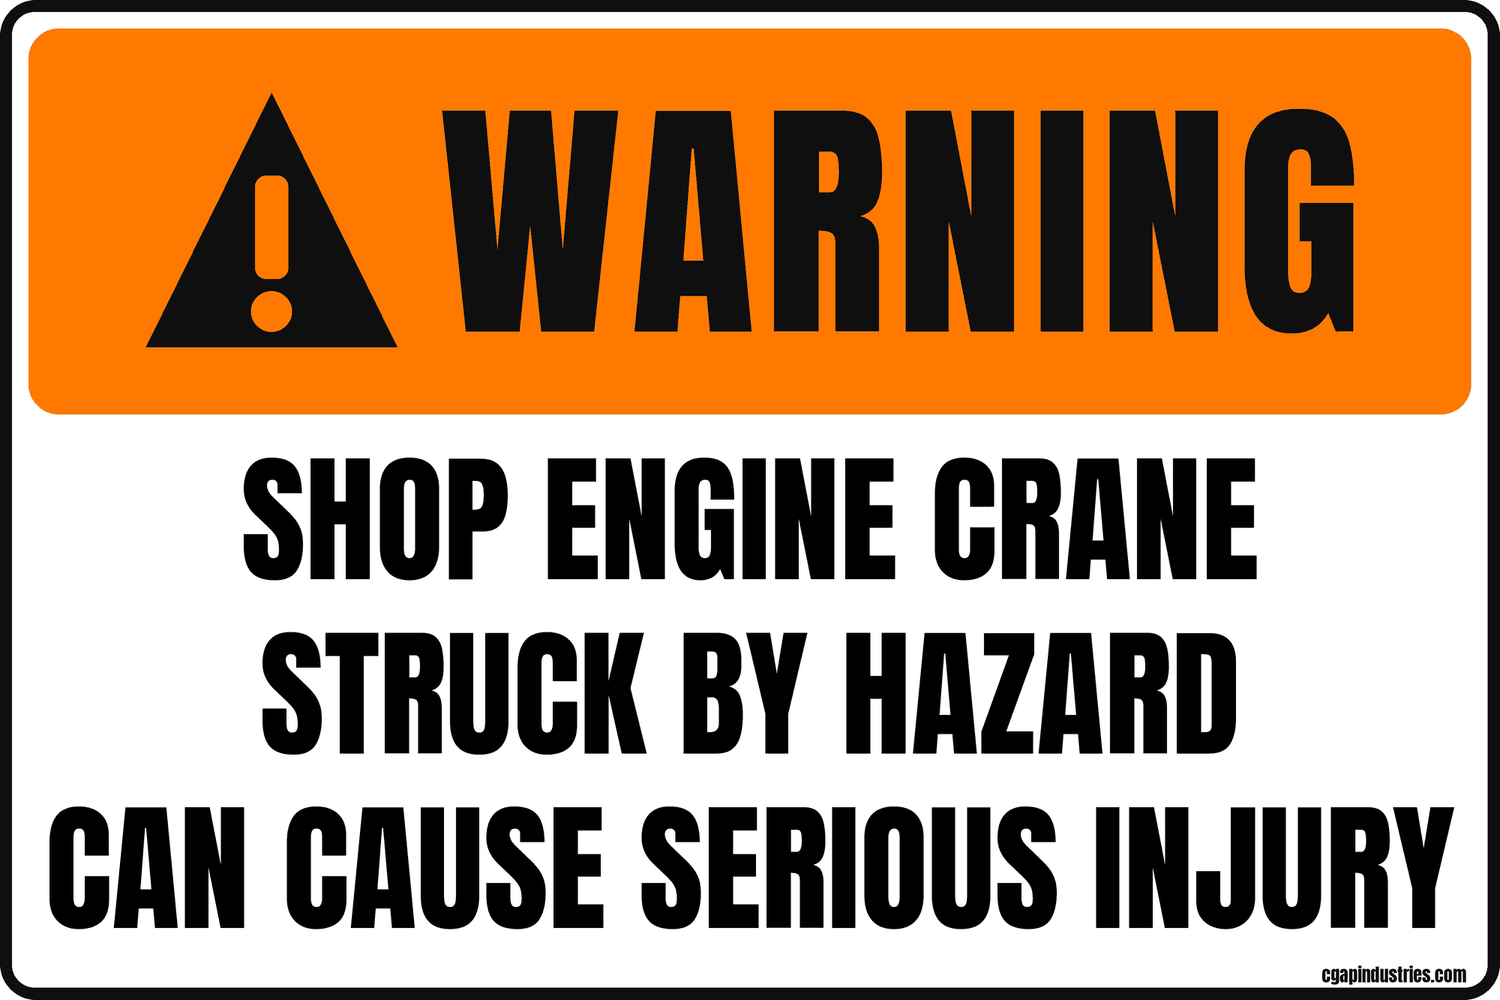 WARNING
SHOP ENGINE CRANE
STRUCK BY HAZARD
CAN CAUSE SERIOUS INJURY
cgapindustries.com